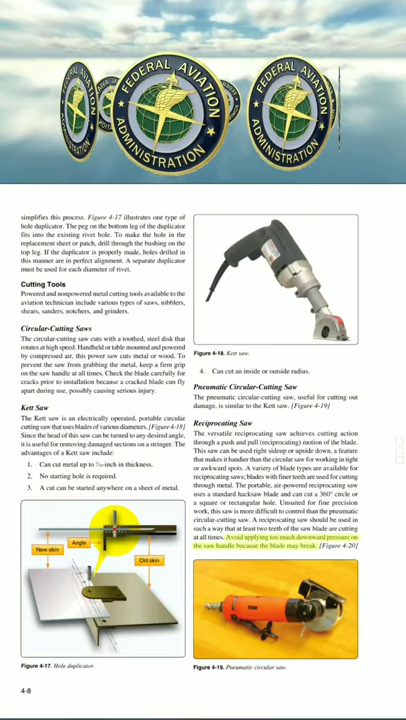 FEDERAL AVIATION
ADMINISTRATION
FEDERAL AVIATION
ADMINISTRATION
simplifies this process. Figure 4-17 illustrates one type of
hole duplicator. The peg on the bottom leg of the duplicator
fits into the existing rivet hole. To make the hole in the
replacement sheet or patch, drill through the bushing on the
top leg. If the duplicator is properly made, holes drilled in
this manner are in perfect alignment. A separate duplicator
must be used for each diameter of rivet.
Cutting Tools
Powered and nonpowered metal cutting tools available to the
aviation technician include various types of saws, nibblers,
shears, sanders, notchers, and grinders.
Circular-Cutting Saws
The circular-cutting saw cuts with a toothed, steel disk that
rotates at high speed. Handheld or table mounted and powered
by compressed air, this power saw cuts metal or wood. To
prevent the saw from grabbing the metal, keep a firm grip
on the saw handle at all times. Check the blade carefully for
cracks prior to installation because a cracked blade can fly
apart during use, possibly causing serious injury.
Kett Saw
The Kett saw is an electrically operated, portable circular
cutting saw that uses blades of various diameters. [Figure 4-18]
Since the head of this saw can be turned to any desired angle,
it is useful for removing damaged sections on a stringer. The
advantages of a Kett saw include:
1. Can cut metal up to 3⁄16-inch in thickness.
2. No starting hole is required.
3. A cut can be started anywhere on a sheet of metal.
New skin
Angle
Old skin
Figure 4-17. Hole duplicator.
4-8
Figure 4-18. Kett saw.
4. Can cut an inside or outside radius.
Pneumatic Circular-Cutting Saw
The pneumatic circular-cutting saw, useful for cutting out
damage, is similar to the Kett saw. [Figure 4-19]
Reciprocating Saw
The versatile reciprocating saw achieves cutting action
through a push and pull (reciprocating) motion of the blade.
This saw can be used right sideup or upside down, a feature
that makes it handier than the circular saw for working in tight
or awkward spots. A variety of blade types are available for
reciprocating saws; blades with finer teeth are used for cutting
through metal. The portable, air-powered reciprocating saw
uses a standard hacksaw blade and can cut a 360° circle or
a square or rectangular hole. Unsuited for fine precision
work, this saw is more difficult to control than the pneumatic
circular-cutting saw. A reciprocating saw should be used in
such a way that at least two teeth of the saw blade are cutting
at all times. Avoid applying too much downward pressure on
the saw handle because the blade may break. [Figure 4-20]
Figure 4-19. Pneumatic circular saw.